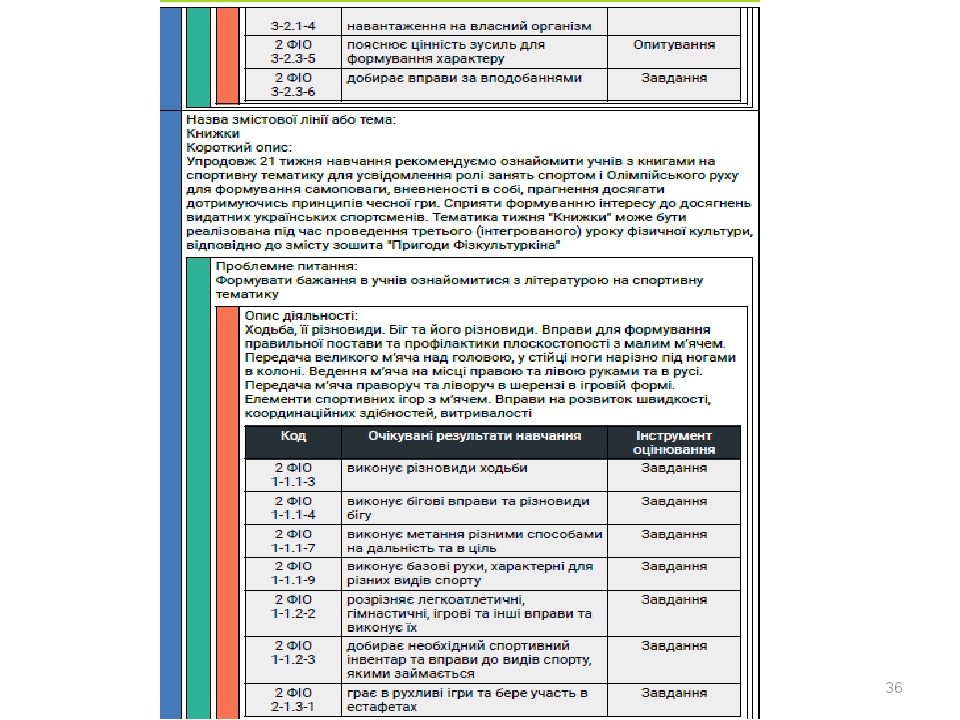 3-2.1-4 навантаження на власний організм
2 ФІО пояснює цінність зусиль для Опитування
3-2.3-5 формування характеру
2 ФІО добирає вправи за вподобаннями Завдання
3-2.3-6
Назва змістової лінії або тема:
Книжки
Короткий опис:
Упродовж 21 тижня навчання рекомендуємо ознайомити учнів з книгами на
спортивну тематику для усвідомлення ролі занять спортом і Олімпійського руху
для формування самоповаги, вневнености в собі, прагнення досягати
дотримуючись принципів чесної гри. Сприяти формуванню інтересу до досягнень
видатних українських спортсменів. Тематика тижня "Книжки" може бути
реалізована під час проведення третього (інтегрованого) уроку фізичної культури,
відповідно до змісту зошита "Пригоди Фізкультуркіна"
Проблемне питання:
Формувати бажання в учнів ознайомитися з літературою на спортивну
тематику
Опис діяльності:
Ходьба, її різновиди. Біг та його різновиди. Вправи для формування
правильної постави та профілактики плоскостопості з малим м'ячем.
Передача великого м'яча над головою, у стійці ноги нарізно під ногами
в колоні. Ведення м'яча на місці правою та лівою руками та в русі.
Передача м'яча праворуч та ліворуч в шерензі в ігровій формі.
Елементи спортивних ігор з м'ячем. Вправи на розвиток швидкості,
координаційних здібностей, витривалості
Код Очікувані результати навчання Інструмент
оцінювання
2 ФІО виконує різновиди ходьби Завдання
1-1.1-3
2 ФІО виконує бігові вправи та різновиди Завдання
1-1.1-4 бігу
2 ФІО виконує метання різними способами Завдання
1-1.1-7 на дальність та в ціль
2 ФІО виконує базові рухи, характерні для Завдання
1-1.1-9 різних видів спорту
2 ФІО розрізняє легкоатлетичні, Завдання
1-1.2-2 гімнастичні, ігрові та інші вправи та
виконує їх
2 ФІО добирає необхідний спортивний Завдання
1-1.2-3 інвентар та вправи до видів спорту,
якими займається
2 ФІО грає в рухливі ігри та бере участь в Завдання
2-1.3-1 естафетах
36